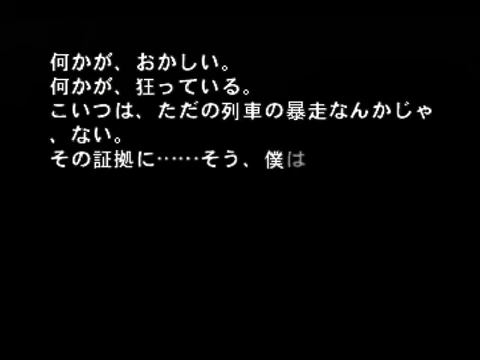 何かが、おかしい。
何かが、狂っている。
こいつは、ただの列車の暴走なんかじゃ
、ない。
その証拠に……そう、僕は